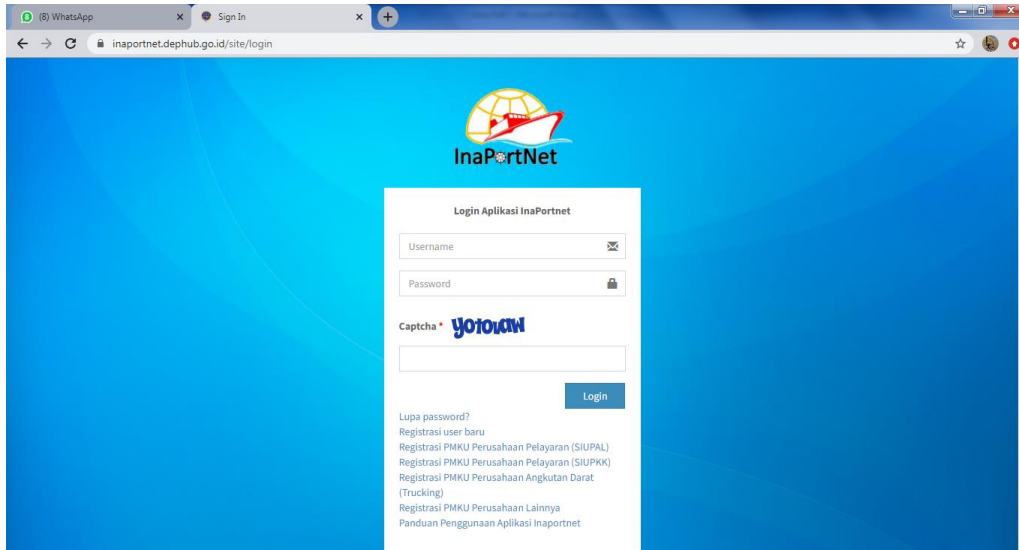 (8) WhatsApp
Sign In
inaportnet.dephub.go.id/site/login
InaPortNet
Login Aplikasi InaPortnet
Username
Password
Captcha *
Login
Lupa password?
Registrasi user baru
Registrasi PMKU Perusahaan Pelayaran (SIUPAL)
Registrasi PMKU Perusahaan Pelayaran (SIUPKK)
Registrasi PMKU Perusahaan Angkutan Darat
(Trucking)
Registrasi PMKU Perusahaan Lainnya
Panduan Penggunaan Aplikasi Inaportnet